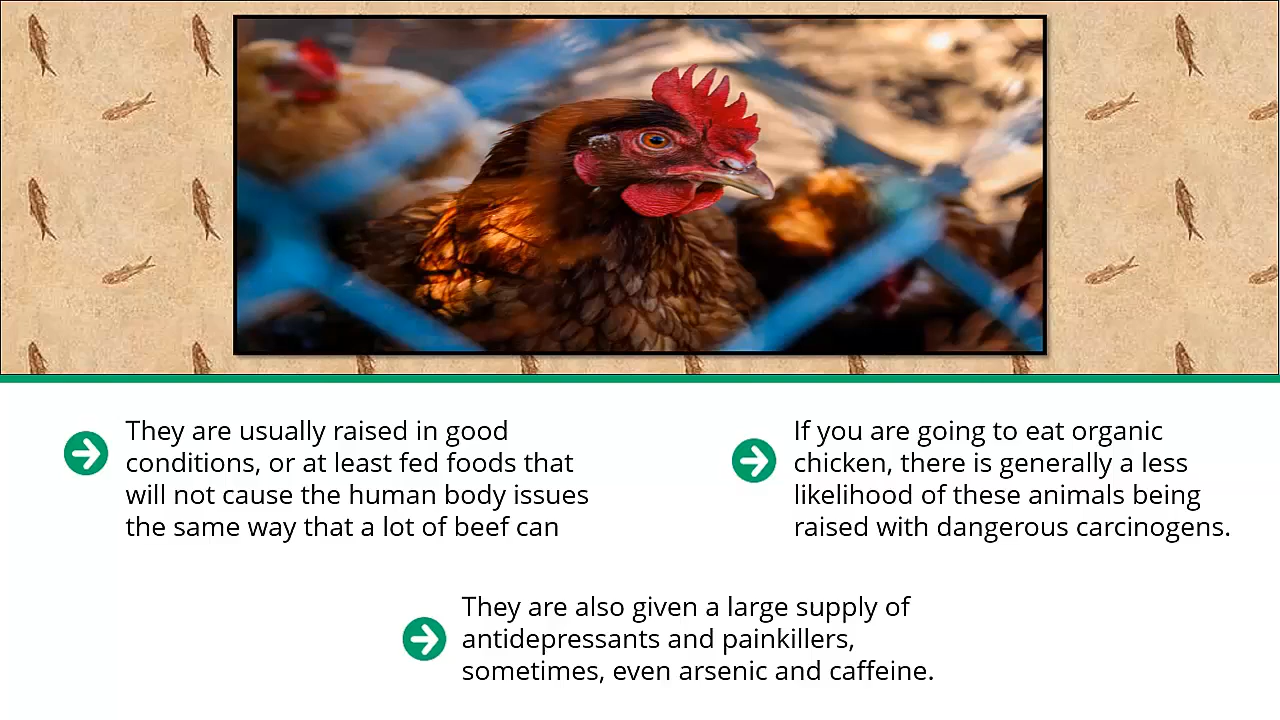 They are usually raised in good
conditions, or at least fed foods that
will not cause the human body issues
the same way that a lot of beef can
If you are going to eat organic
chicken, there is generally a less
likelihood of these animals being
raised with dangerous carcinogens.
They are also given a large supply of
antidepressants and painkillers,
sometimes, even arsenic and caffeine.